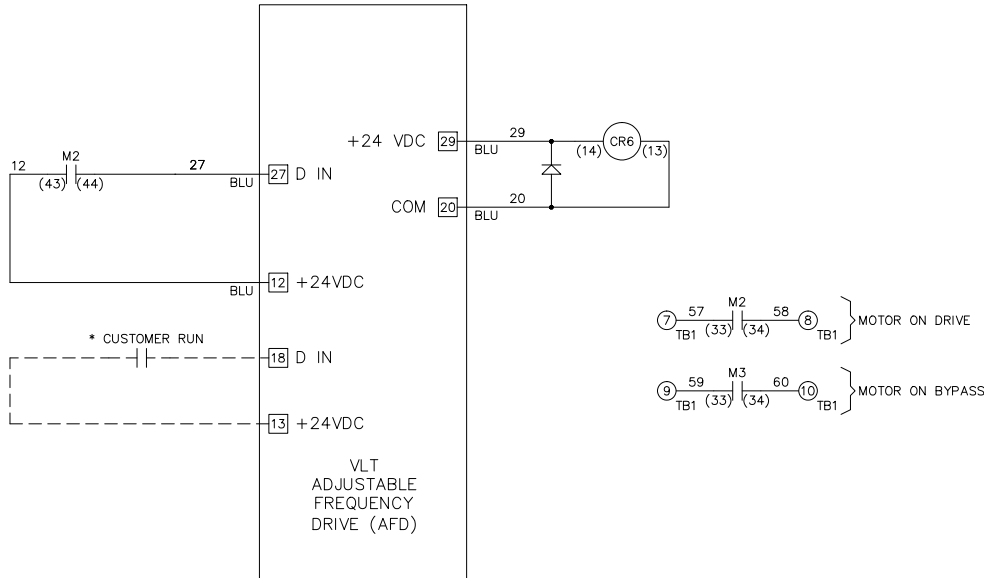 +24 VDC 29 29 BLU (14) CR6 (13)
12 M2 (43) (44) 27 BLU 27 D IN
COM 20 20 BLU
BLU 12 +24VDC
* CUSTOMER RUN 18 D IN
13 +24VDC
VLT
ADJUSTABLE
FREQUENCY
DRIVE (AFD)
7 TB1 57 M2 (33) (34) 58 8 TB1 MOTOR ON DRIVE
9 TB1 59 M3 (33) (34) 60 10 TB1 MOTOR ON BYPASS